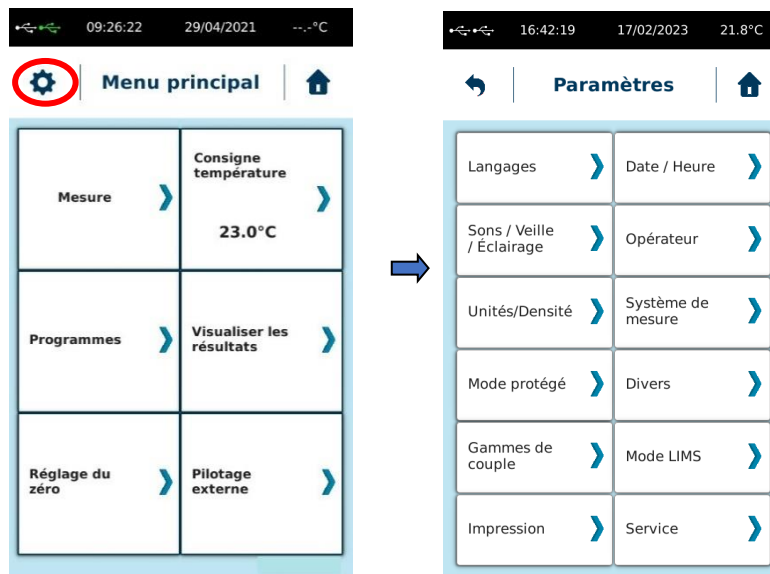 09:26:22 29/04/2021 --.-°C
Menu principal
Mesure
Consigne
température
23.0°C
Programmes
Visualiser les
résultats
Réglage du
zéro
Pilotage
externe
16:42:19 17/02/2023 21.8°C
Paramètres
Langages
Date / Heure
Sons / Veille
/ Éclairage
Opérateur
Unités/Densité
Système de
mesure
Mode protégé
Divers
Gammes de
couple
Mode LIMS
Impression
Service